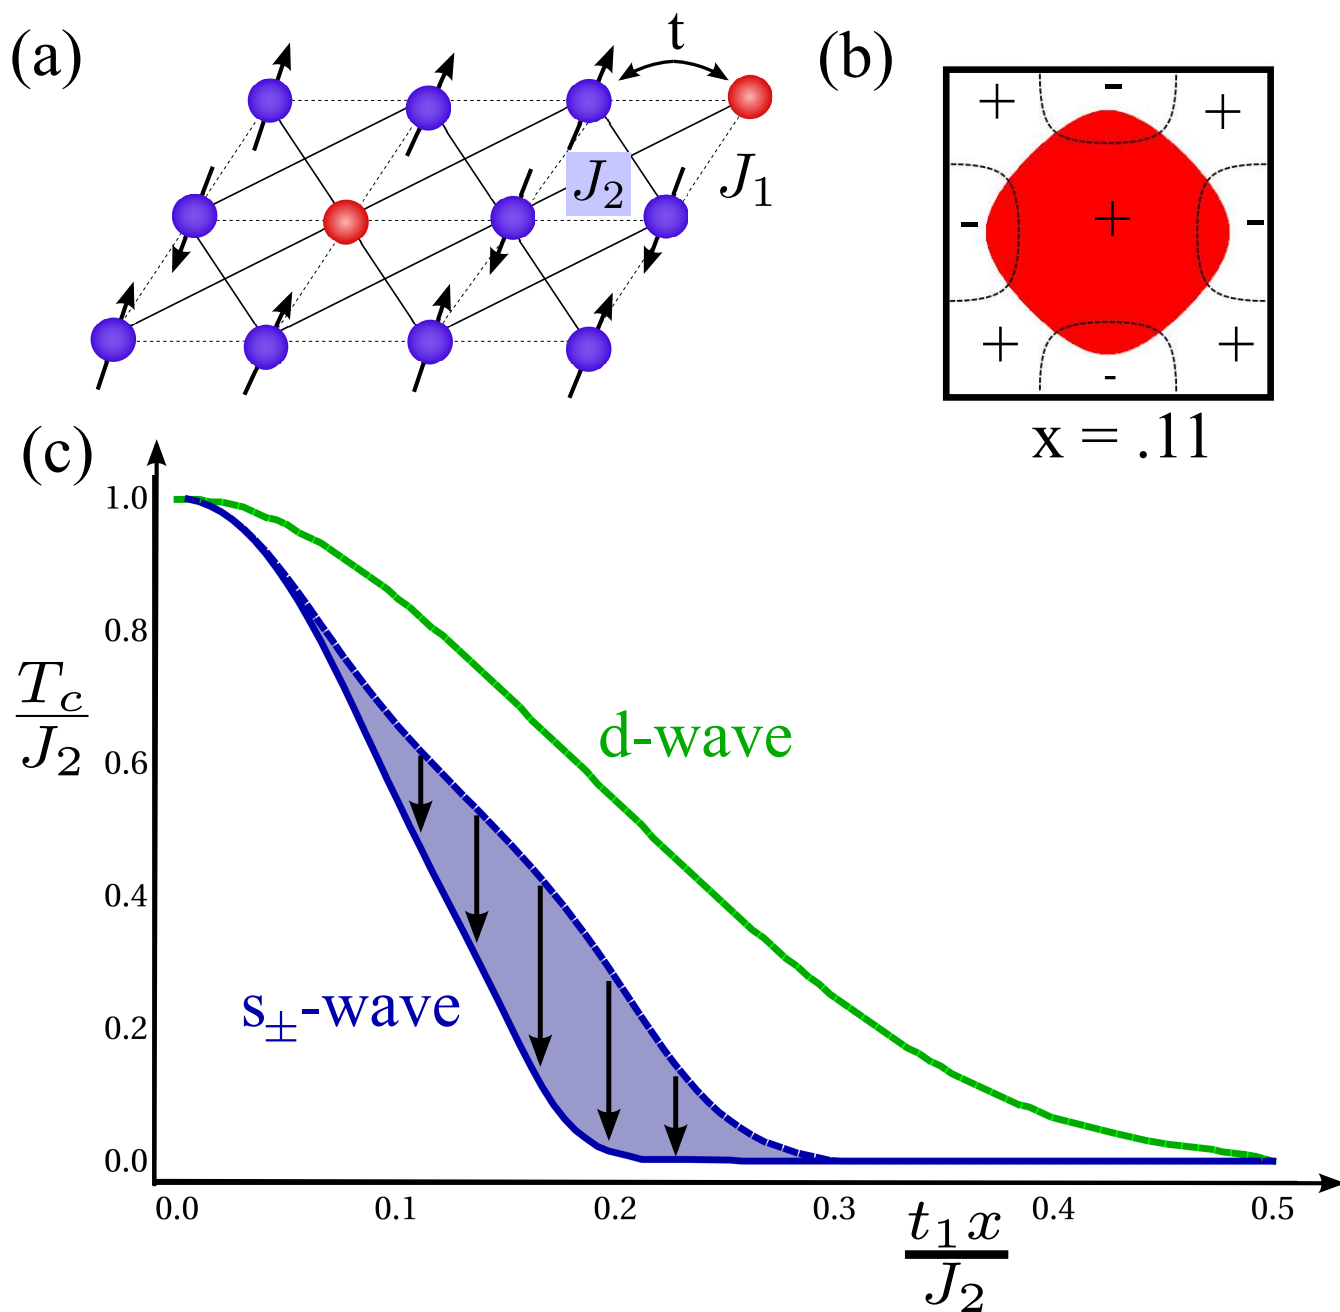 (a)
t
J₂
J₁
(b)
+ - +
- + -
+ - +
x = .11
(c)
T_c
J₂
1.0
0.8
0.6
0.4
0.2
0.0
d-wave
s±-wave
0.0 0.1 0.2 0.3 0.4 0.5
t₁x
J₂